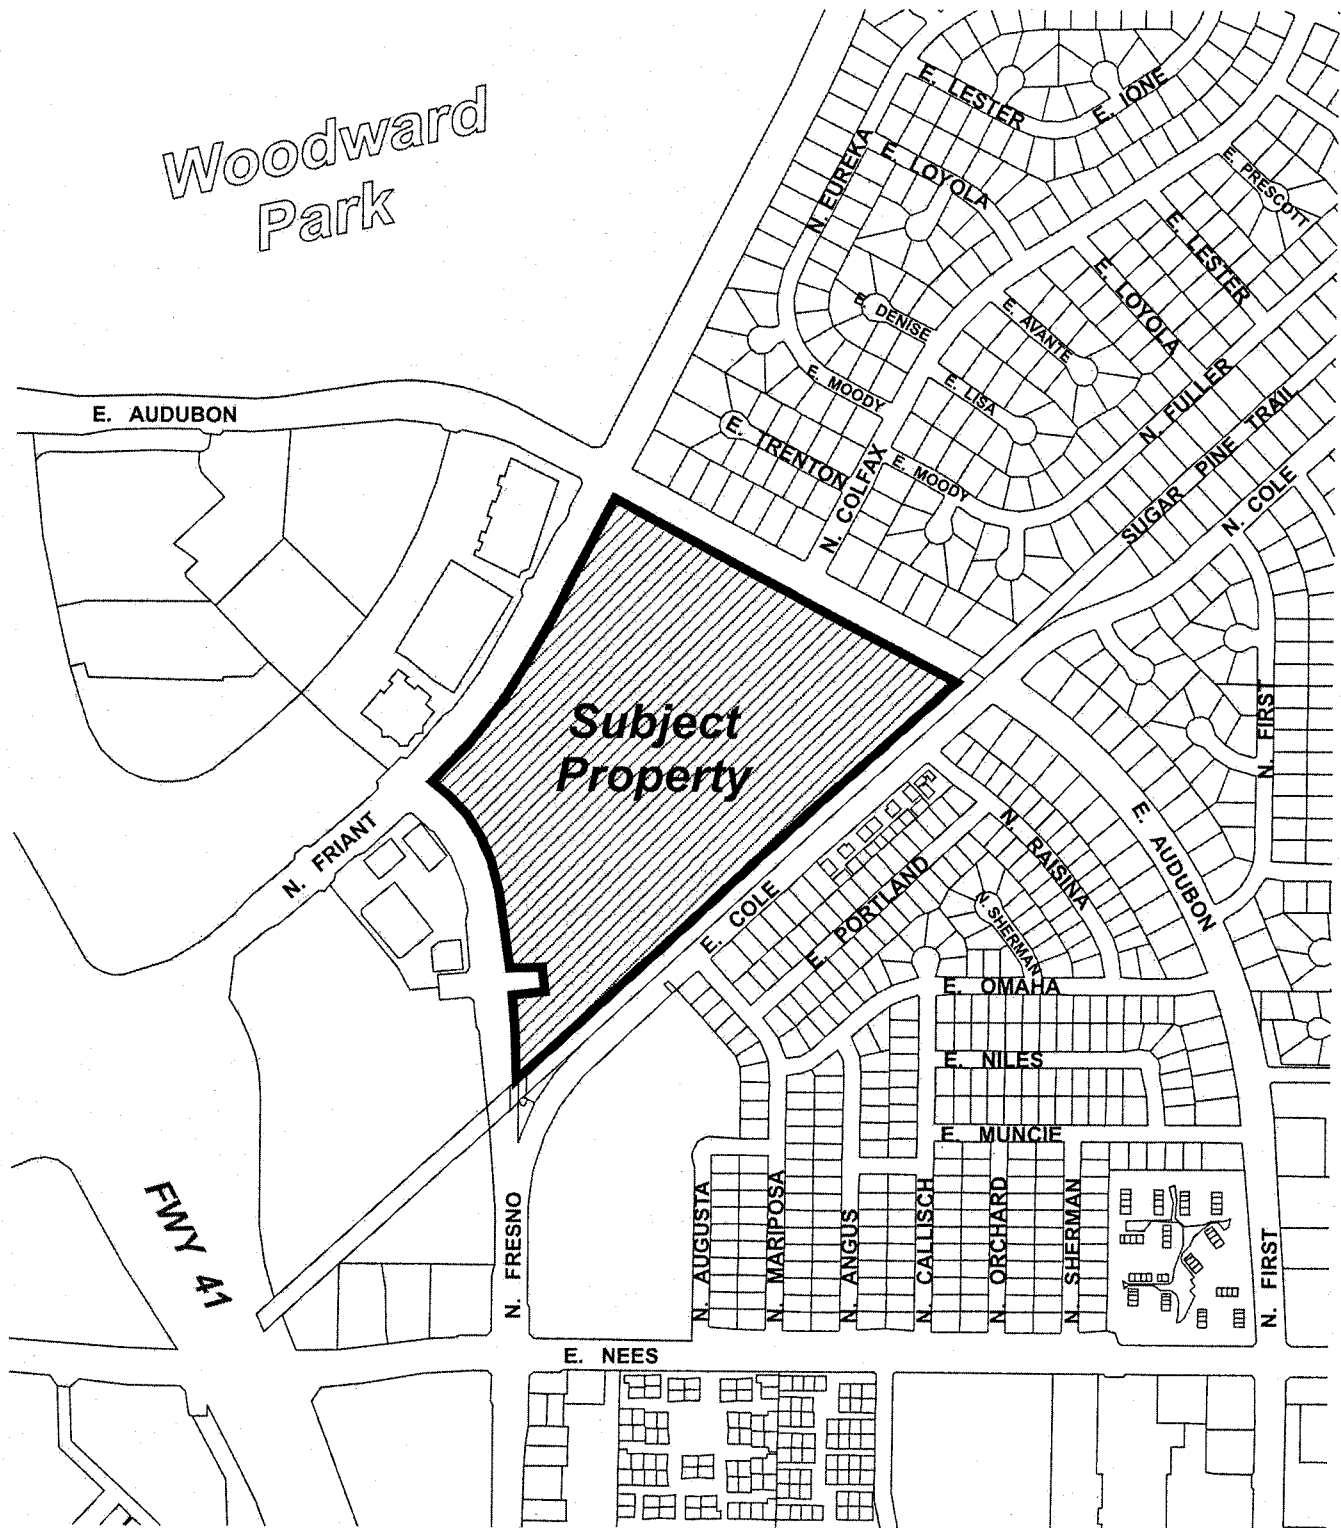 Woodward
Park
E. LESTER
E. IONE
N. EUREKA
E. LOYOLA
E. PRESCOTT
E. LESTER
E. LOYOLA
E. DENISE
E. AVANTE
E. MOODY
E. LISA
N. FULLER
E. AUDUBON
E. TRENTON
N. COLFAX
E. MOODY
SUGAR PINE TRAIL
N. COLE
Subject
Property
N. FIRST
N. FRIANT
E. COLE
E. PORTLAND
N. RAISINA
E. AUDUBON
N. SHERMAN
E. OMAHA
E. NILES
E. MUNCIE
FWY 41
N. FRESNO
N. AUGUSTA
N. MARIPOSA
N. ANGUS
N. CALLISCH
N. ORCHARD
N. SHERMAN
N. FIRST
E. NEES